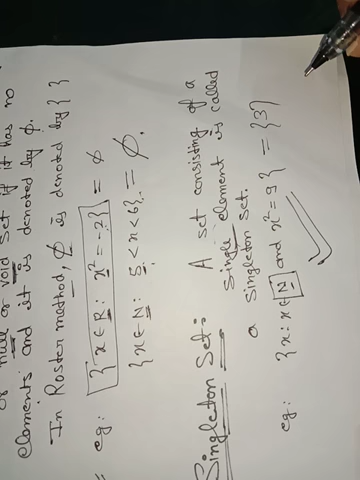 or null or void set if it has no
elements and it is denoted by φ.
In Roster method, φ is denoted by { }
eg: {x∈R: x²=-2} = φ
{x∈N: 5<x<6} = φ.
Singleton Set: A set consisting of a
single element is called
a singleton set.
eg: {x: x∈N and x²=9} = {3}